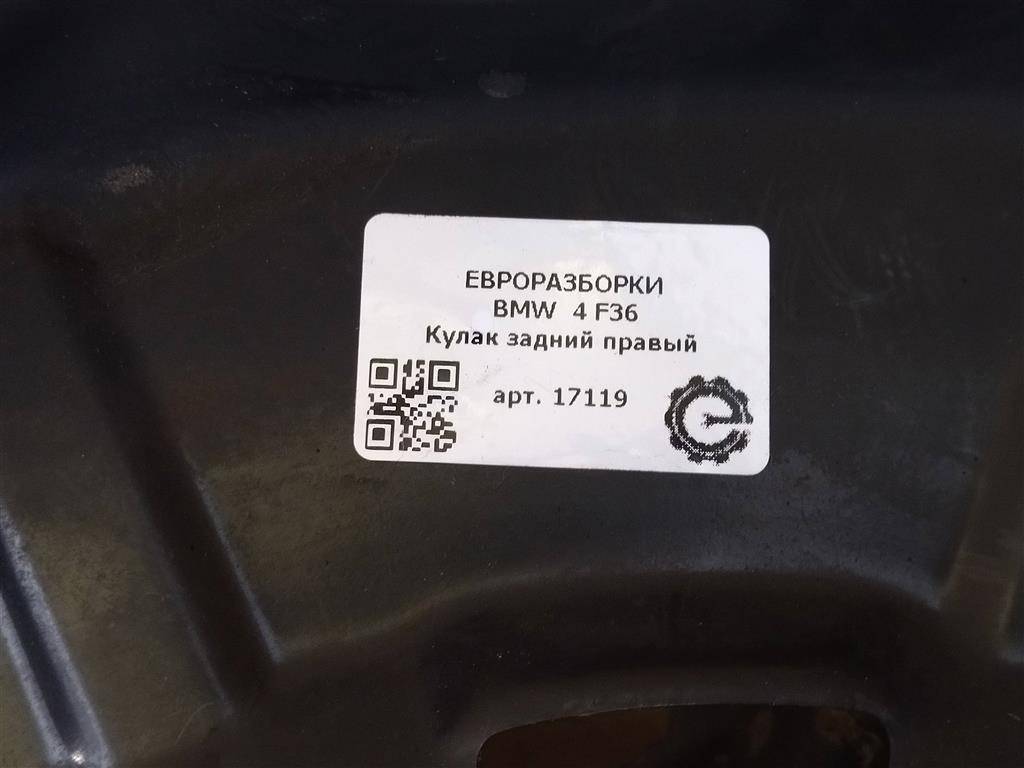 ЕВРОРАЗБОРКИ
BMW 4 F36
Кулак задний правый
арт. 17119